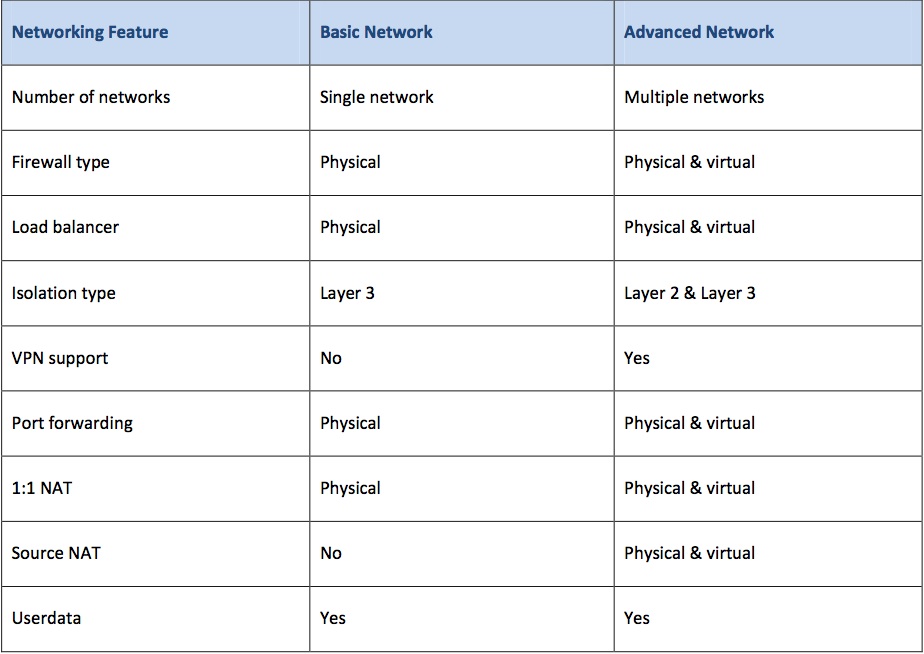 Networking Feature Basic Network Advanced Network
Number of networks Single network Multiple networks
Firewall type Physical Physical & virtual
Load balancer Physical Physical & virtual
Isolation type Layer 3 Layer 2 & Layer 3
VPN support No Yes
Port forwarding Physical Physical & virtual
1:1 NAT Physical Physical & virtual
Source NAT No Physical & virtual
Userdata Yes Yes